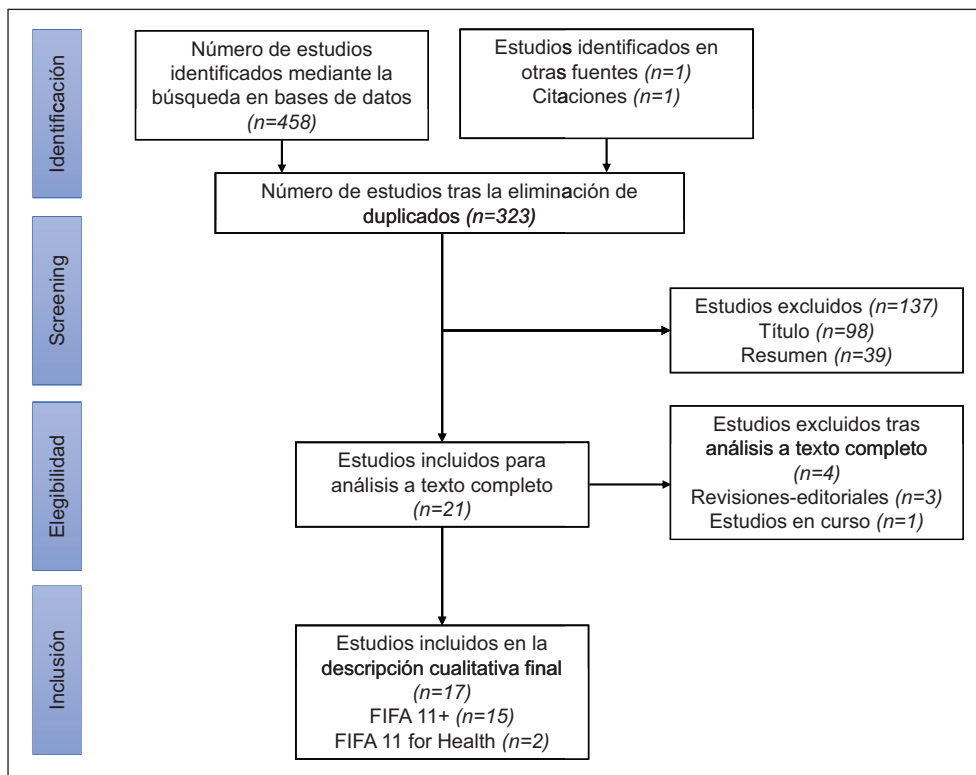 Identificación
Número de estudios
identificados mediante la
búsqueda en bases de datos
(n=458)
Estudios identificados en
otras fuentes (n=1)
Citaciones (n=1)
Número de estudios tras la eliminación de
duplicados (n=323)
Screening
Estudios excluidos (n=137)
Título (n=98)
Resumen (n=39)
Elegibilidad
Estudios incluidos para
análisis a texto completo
(n=21)
Estudios excluidos tras
análisis a texto completo
(n=4)
Revisiones-editoriales (n=3)
Estudios en curso (n=1)
Inclusión
Estudios incluidos en la
descripción cualitativa final
(n=17)
FIFA 11+ (n=15)
FIFA 11 for Health (n=2)